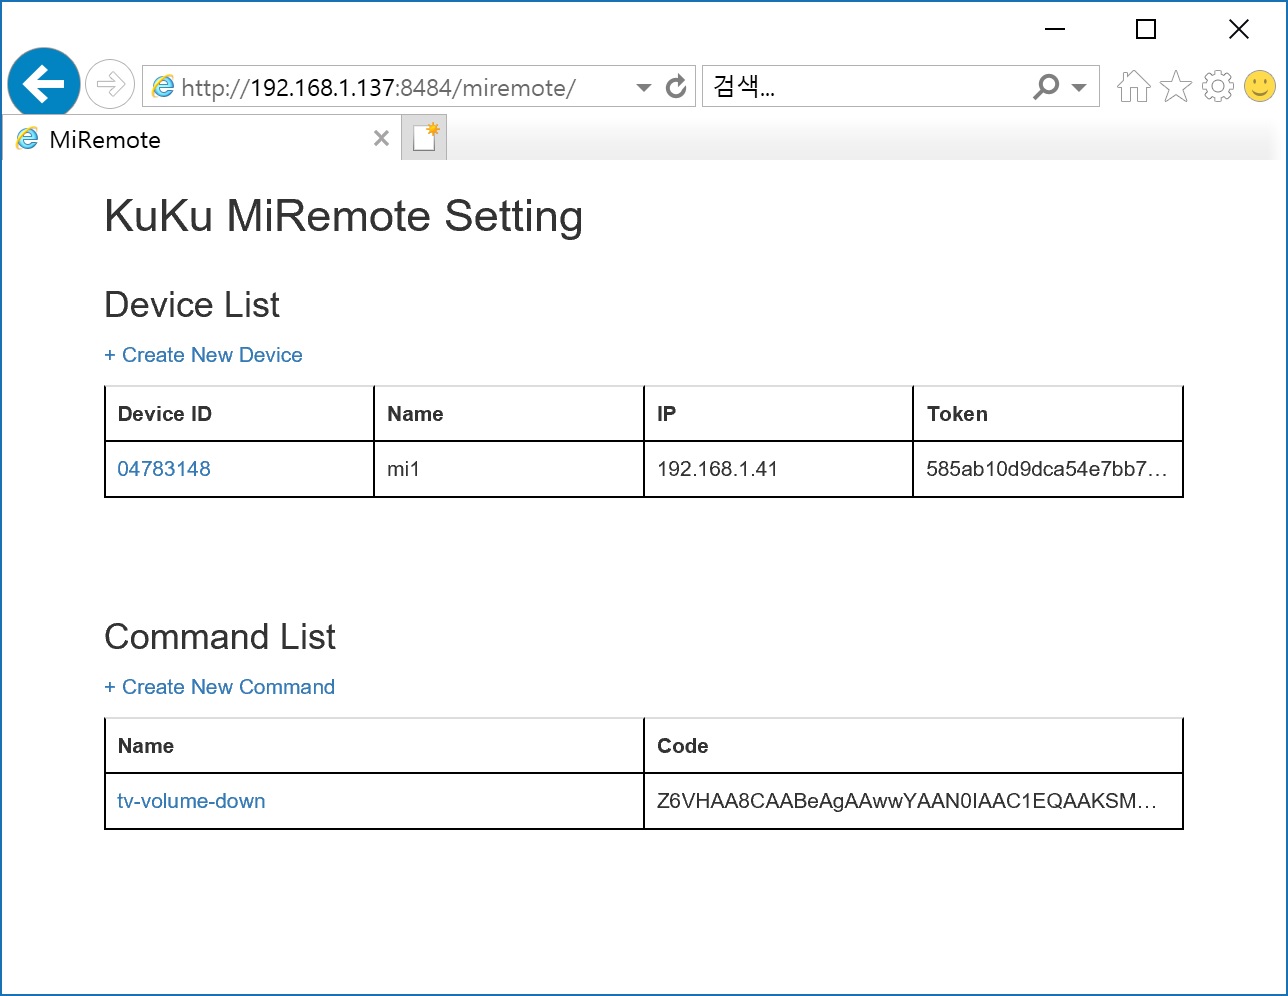 http://192.168.1.137:8484/miremote/
검색...
MiRemote
KuKu MiRemote Setting
Device List
+ Create New Device
Device ID Name IP Token
04783148 mi1 192.168.1.41 585ab10d9dca54e7bb7…
Command List
+ Create New Command
Name Code
tv-volume-down Z6VHAA8CAABeAgAAwwYAAN0IAAC1EQAAKSM…